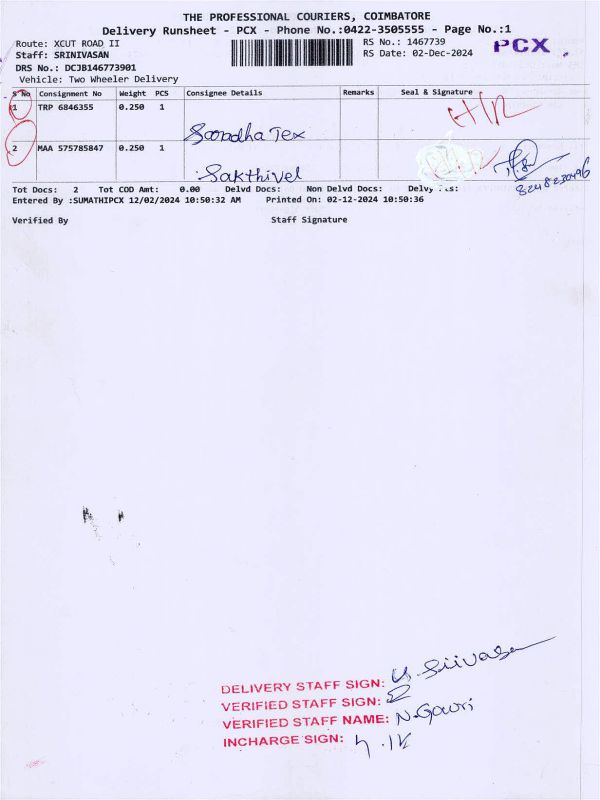 THE PROFESSIONAL COURIERS, COIMBATORE
Delivery Runsheet - PCX - Phone No.:0422-3505555 - Page No.:1
Route: XCUT ROAD II
RS No.: 1467739
PCX
Staff: SRINIVASAN
RS Date: 02-Dec-2024
DRS No.: DCJB146773901
Vehicle: Two Wheeler Delivery
S No Consignment No Weight PCS Consignee Details Remarks Seal & Signature
1 TRP 6846355 0.250 1
2 MAA 575785847 0.250 1
Sakthivel
8248230496
Tot Docs: 2 Tot COD Amt: 0.00 Delvd Docs: Non Delvd Docs:
Entered By :SUMATHIPCX 12/02/2024 10:50:32 AM Printed On: 02-12-2024 10:50:36
Verified By Staff Signature
DELIVERY STAFF SIGN:
VERIFIED STAFF SIGN:
VERIFIED STAFF NAME: N.Gowri
INCHARGE SIGN: